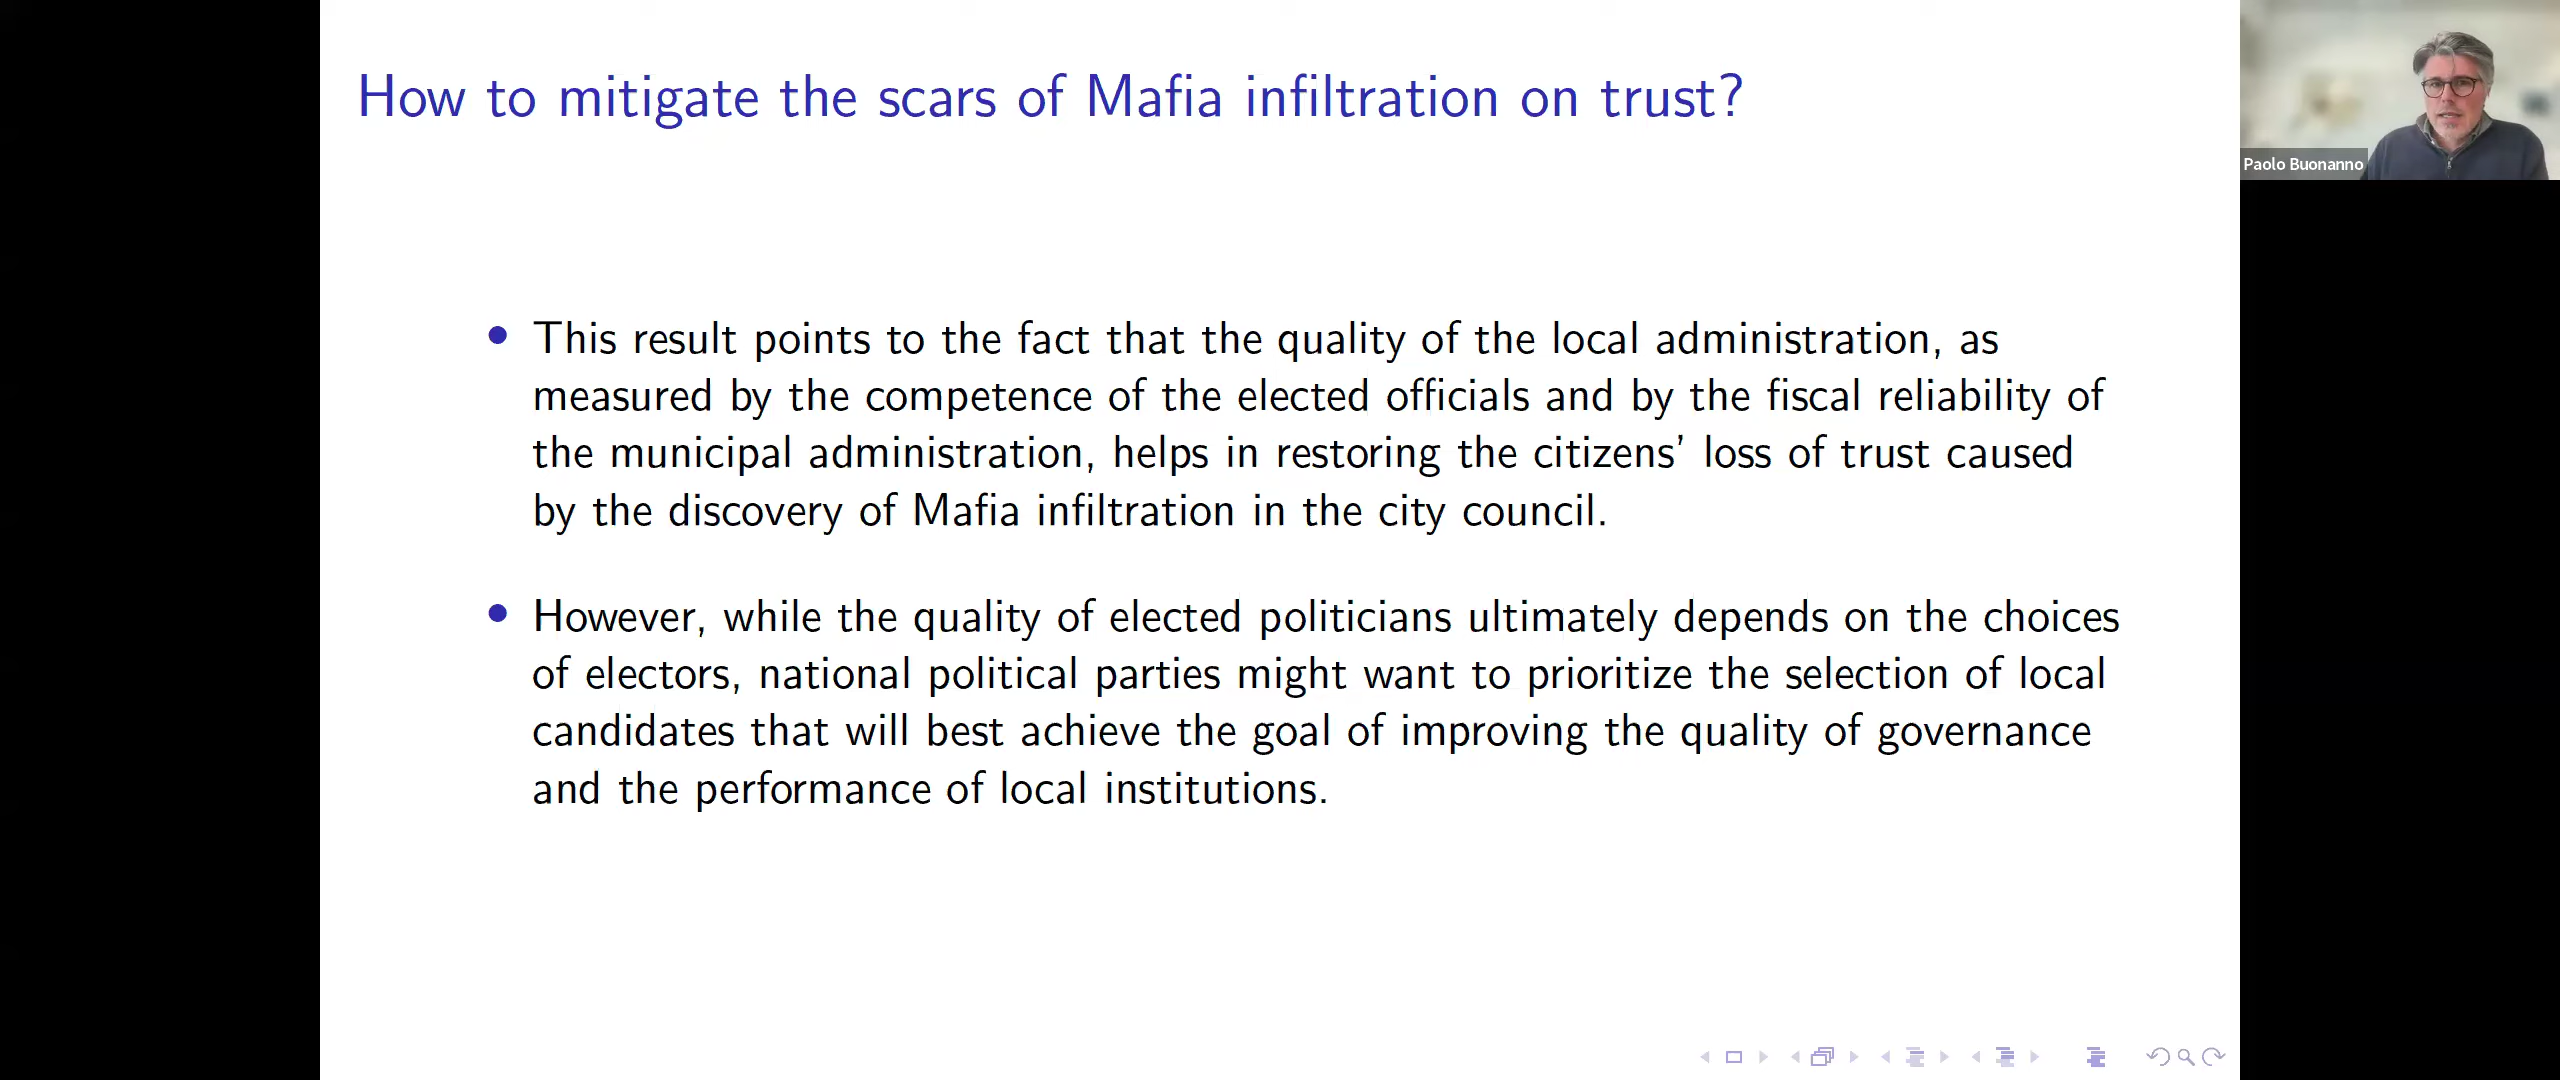 How to mitigate the scars of Mafia infiltration on trust?
Paolo Buonanno
• This result points to the fact that the quality of the local administration, as
measured by the competence of the elected officials and by the fiscal reliability of
the municipal administration, helps in restoring the citizens' loss of trust caused
by the discovery of Mafia infiltration in the city council.
• However, while the quality of elected politicians ultimately depends on the choices
of electors, national political parties might want to prioritize the selection of local
candidates that will best achieve the goal of improving the quality of governance
and the performance of local institutions.